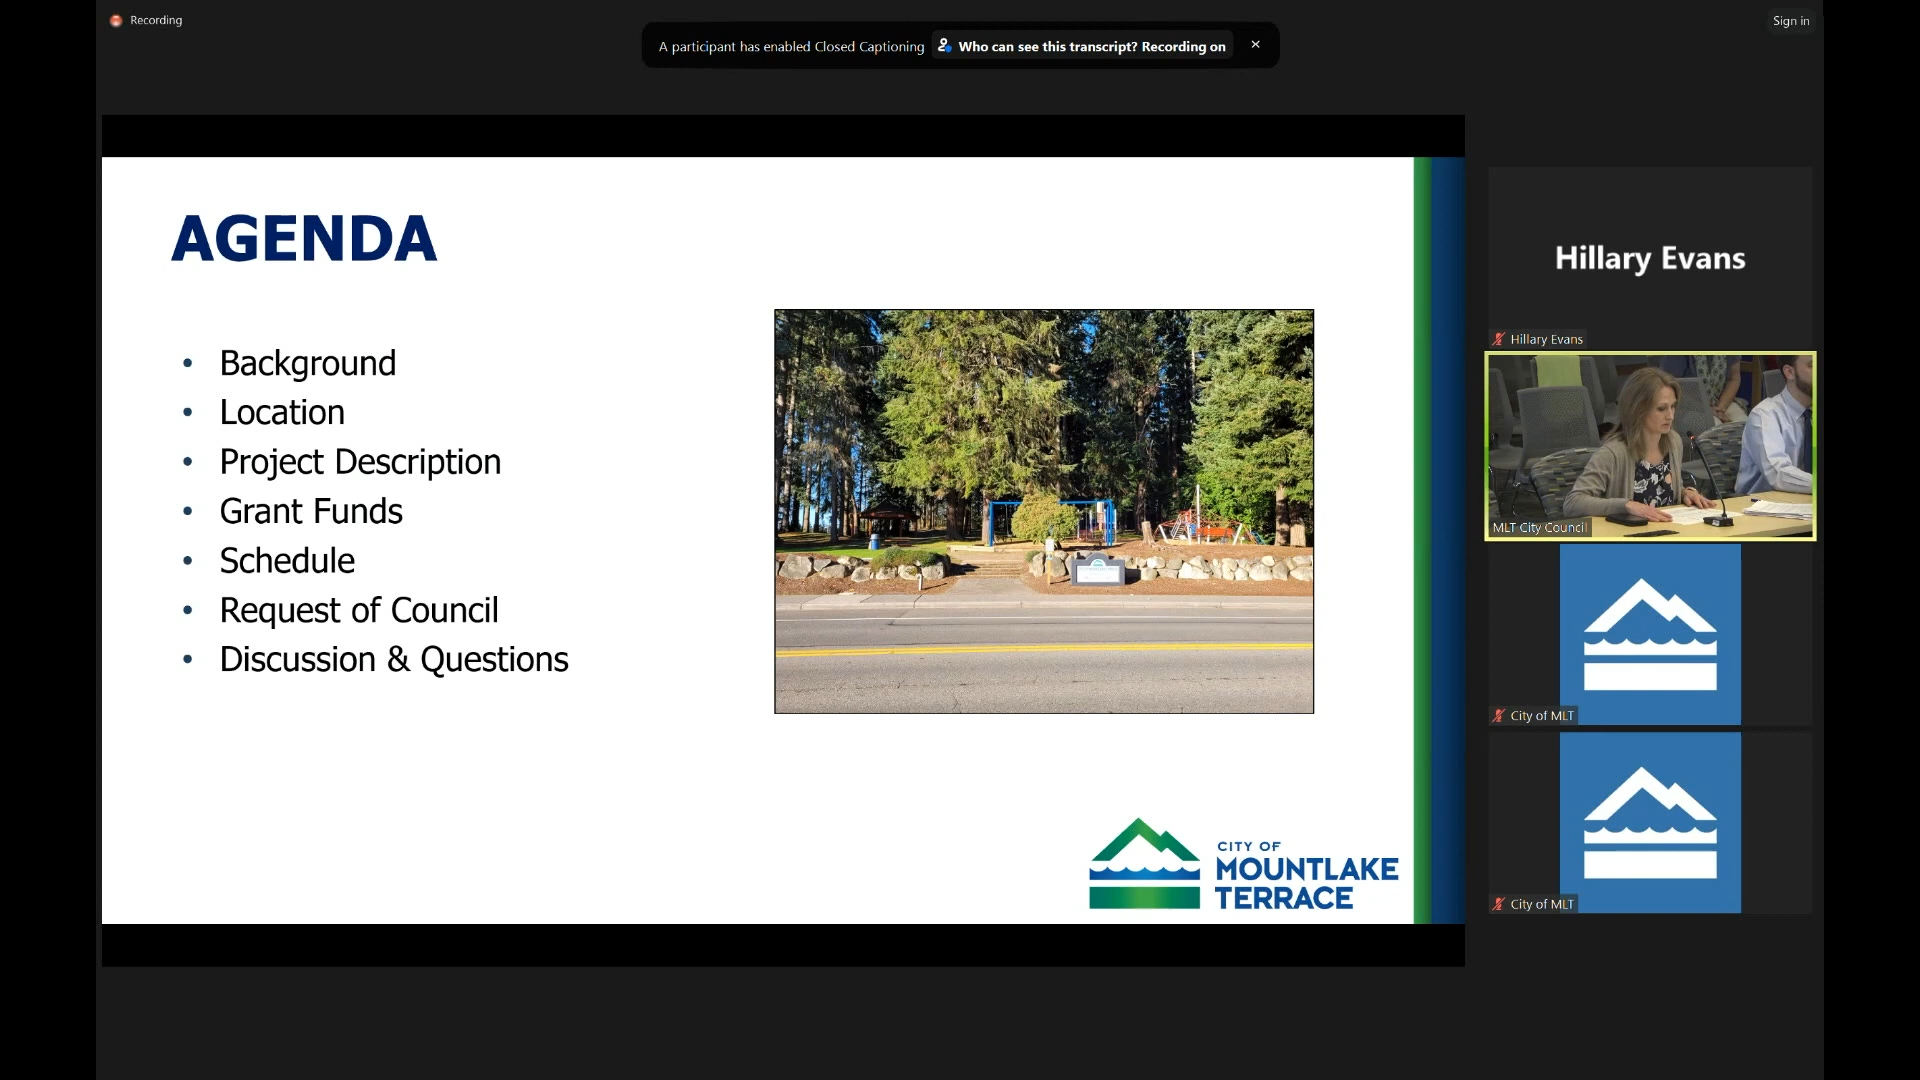 Recording
Sign in
A participant has enabled Closed Captioning Who can see this transcript? Recording on
AGENDA
• Background
• Location
• Project Description
• Grant Funds
• Schedule
• Request of Council
• Discussion & Questions
CITY OF
MOUNTLAKE
TERRACE
Hillary Evans
Hillary Evans
MLT City Council
City of MLT
City of MLT